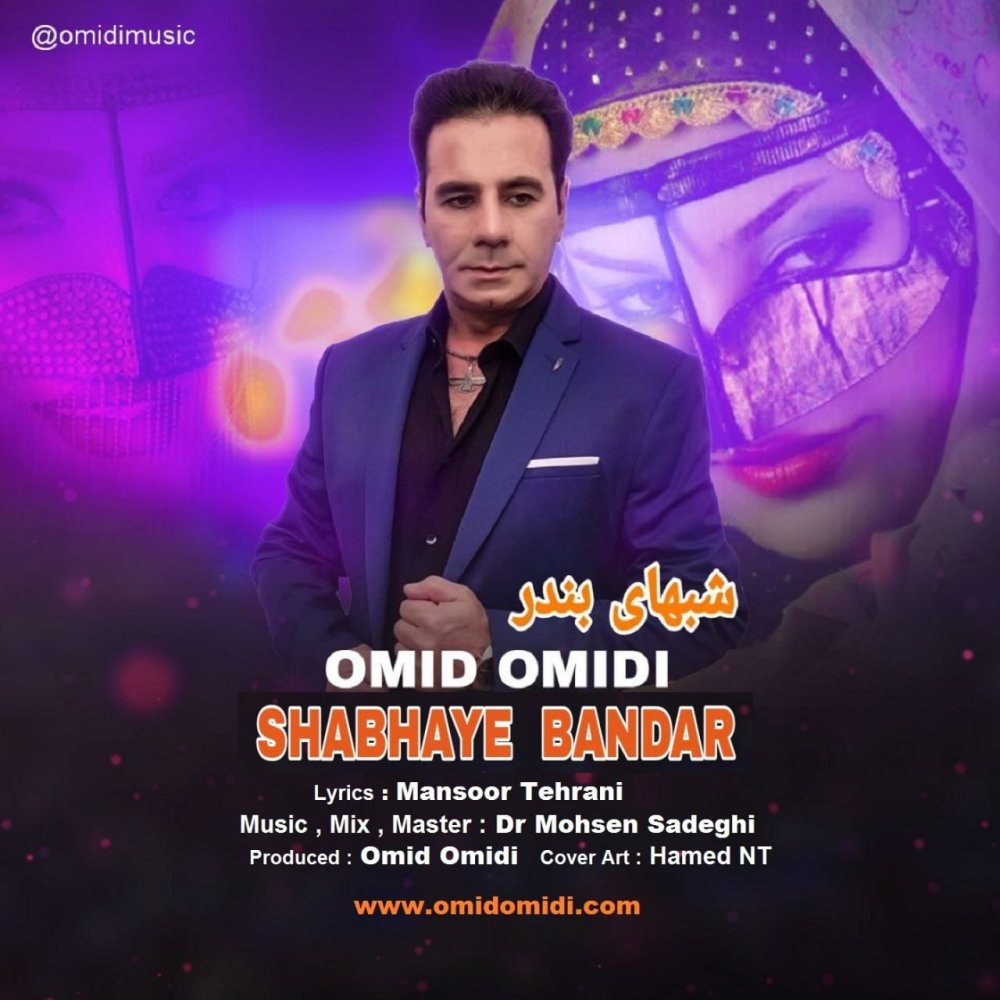 @omidimusic
شبهای بندر
OMID OMIDI
SHABHAYE BANDAR
Lyrics : Mansoor Tehrani
Music , Mix , Master : Dr Mohsen Sadeghi
Produced : Omid Omidi Cover Art : Hamed NT
www.omidomidi.com